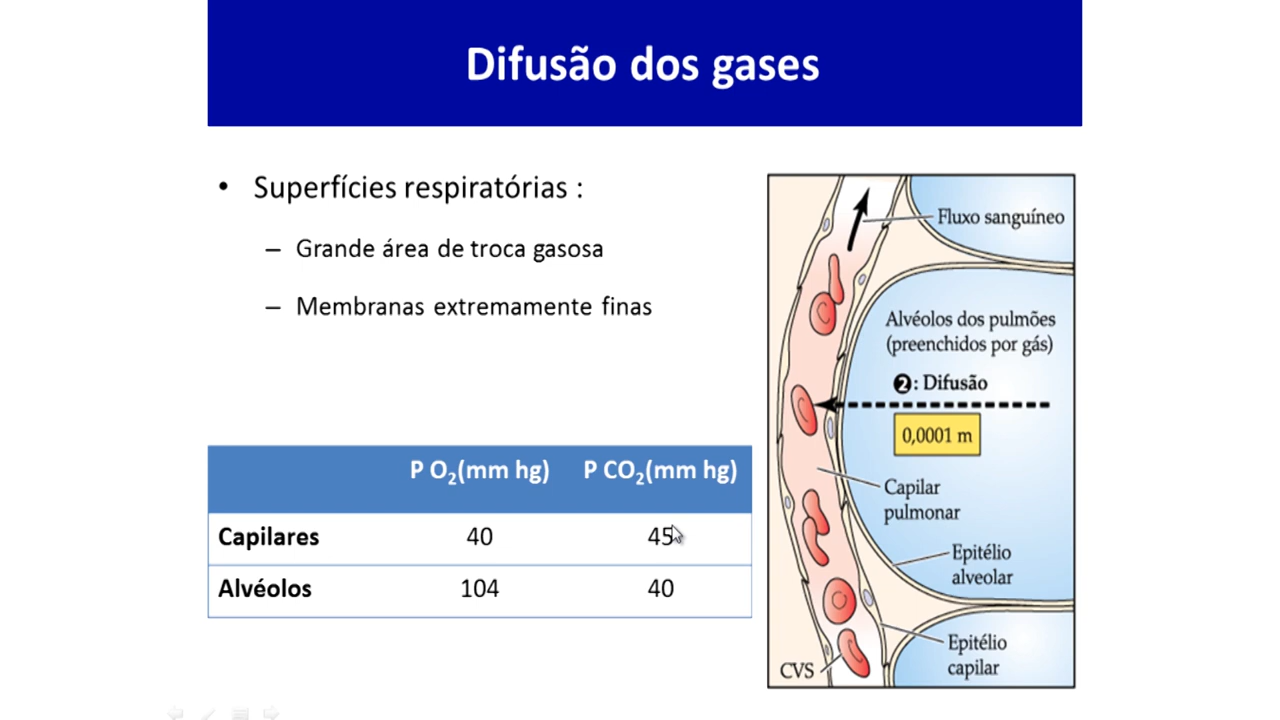 Difusão dos gases
• Superfícies respiratórias :
– Grande área de troca gasosa
– Membranas extremamente finas
P O2(mm hg) P CO2(mm hg)
Capilares 40 45
Alvéolos 104 40
Fluxo sanguíneo
Alvéolos dos pulmões
(preenchidos por gás)
❷: Difusão
0,0001 m
Capilar
pulmonar
Epitélio
alveolar
Epitélio
capilar
CVS